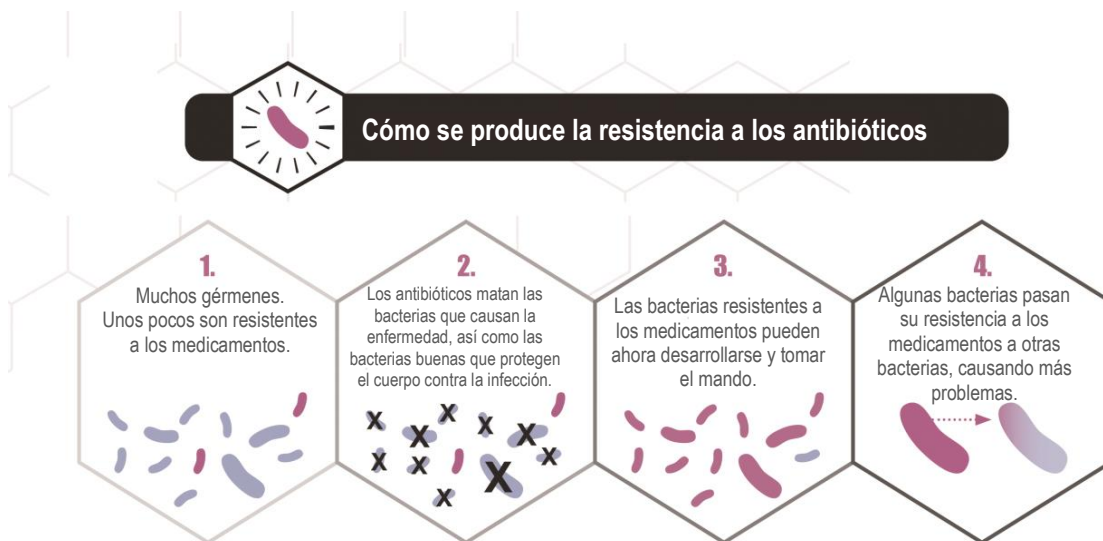 Cómo se produce la resistencia a los antibióticos
1.
Muchos gérmenes.
Unos pocos son resistentes
a los medicamentos.
2.
Los antibióticos matan las
bacterias que causan la
enfermedad, así como las
bacterias buenas que protegen
el cuerpo contra la infección.
X X X X X X X X X X
3.
Las bacterias resistentes a
los medicamentos pueden
ahora desarrollarse y tomar
el mando.
4.
Algunas bacterias pasan
su resistencia a los
medicamentos a otras
bacterias, causando más
problemas.